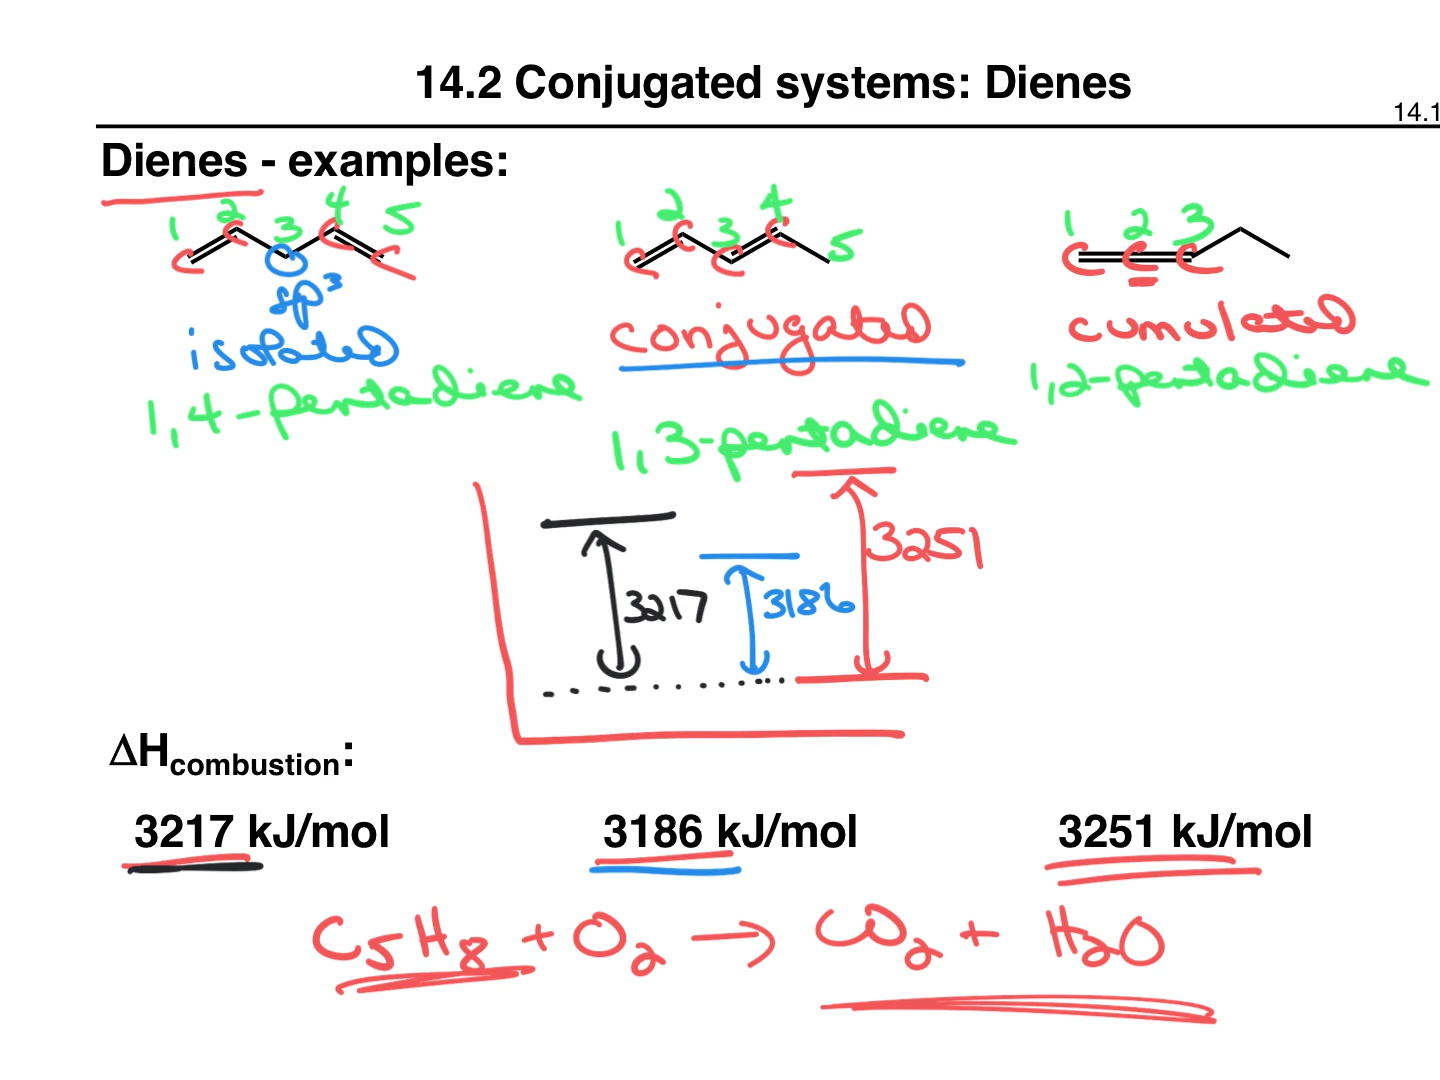 14.2 Conjugated systems: Dienes
14.1
Dienes - examples:
1 2 3 4 5
1 2 3 4 5
1 2 3
C C C C
C C C C
C C C
sp³
isolated
conjugated
cumulated
1,4-pentadiene
1,3-pentadiene
1,2-pentadiene
3217
3186
3251
ΔHcombustion:
3217 kJ/mol 3186 kJ/mol 3251 kJ/mol
C5H8 + O2 → CO2 + H2O